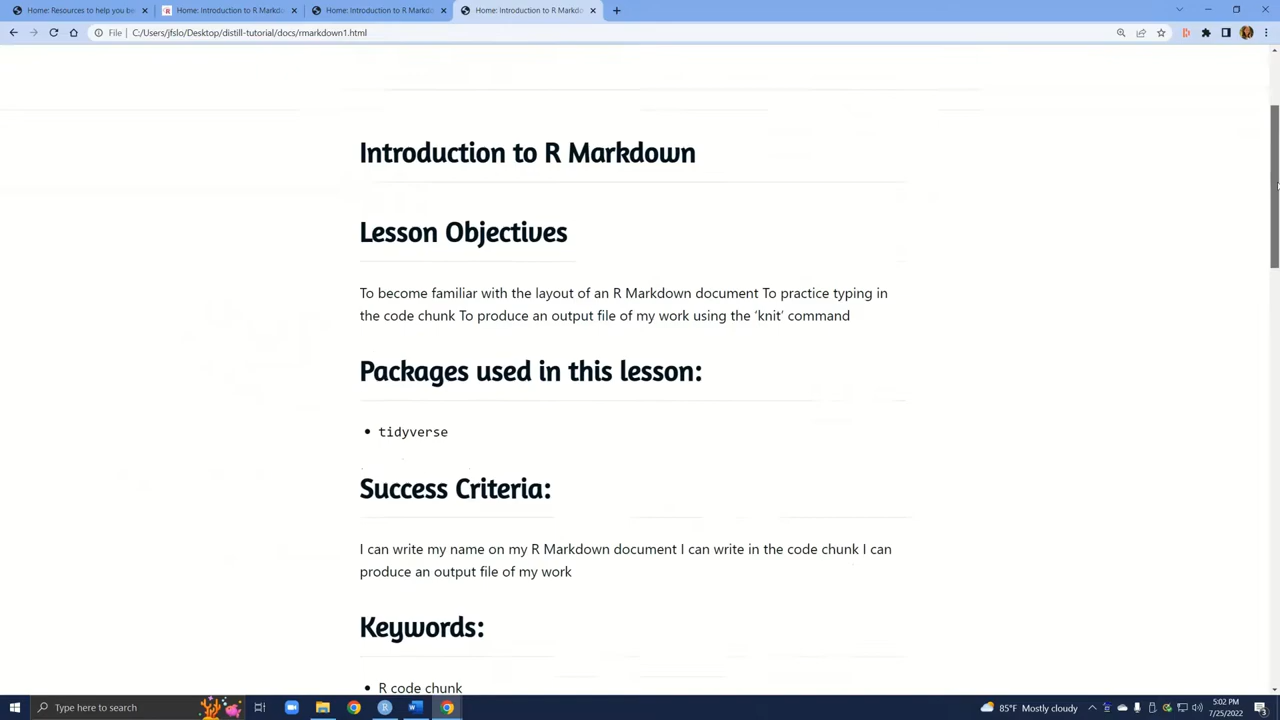 Home: Resources to help you be
Home: Introduction to R Markdo
Home: Introduction to R Markdo
Home: Introduction to R Markdo
File
C:/Users/jfslo/Desktop/distill-tutorial/docs/rmarkdown1.html
Introduction to R Markdown
Lesson Objectives
To become familiar with the layout of an R Markdown document To practice typing in
the code chunk To produce an output file of my work using the ‘knit’ command
Packages used in this lesson:
• tidyverse
Success Criteria:
I can write my name on my R Markdown document I can write in the code chunk I can
produce an output file of my work
Keywords:
• R code chunk
Type here to search
85°F Mostly cloudy
5:02 PM
7/25/2022
3